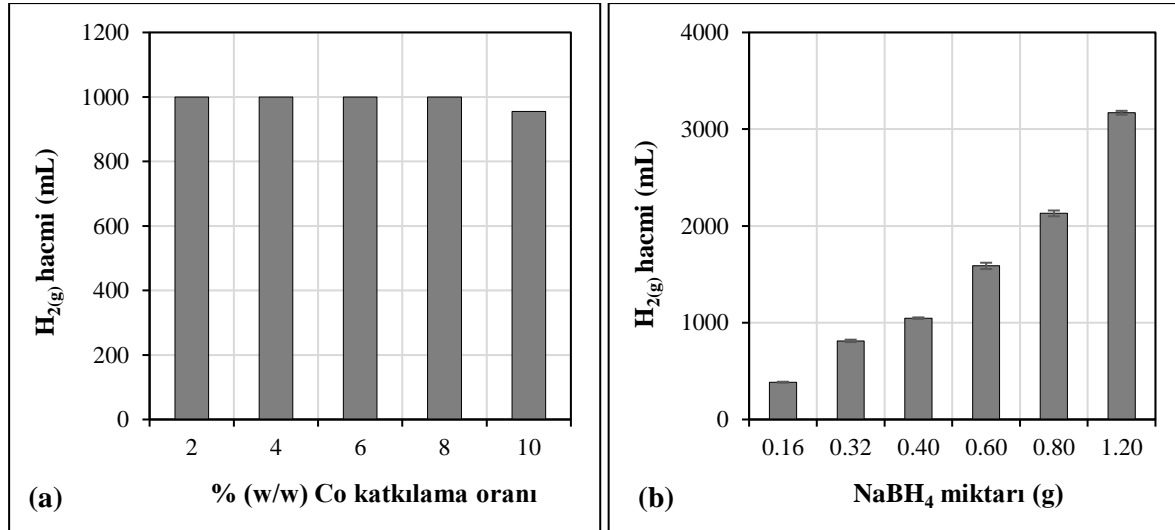 1200
1000
800
600
400
200
0
H2(g) hacmi (mL)
2 4 6 8 10
(a) % (w/w) Co katkılama oranı
4000
3000
2000
1000
0
H2(g) hacmi (mL)
0.16 0.32 0.40 0.60 0.80 1.20
(b) NaBH4 miktarı (g)